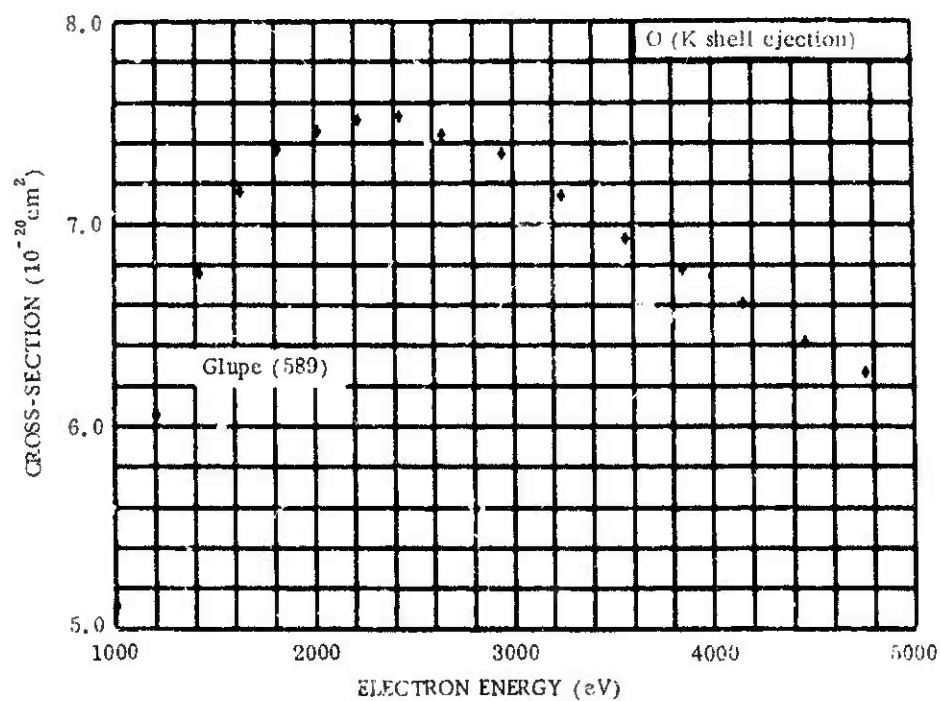 8.0
O (K shell ejection)
7.0
Glupe (589)
6.0
5.0
1000 2000 3000 4000 5000
CROSS-SECTION (10⁻²⁰cm²)
ELECTRON ENERGY (eV)